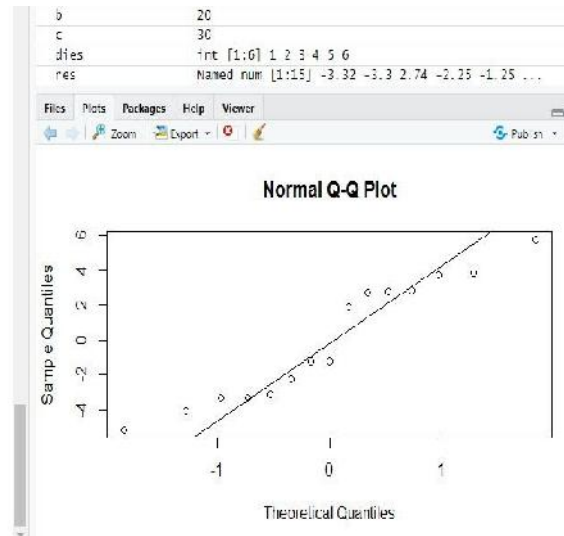 b 20
c 30
dies int [1:6] 1 2 3 4 5 6
res Named num [1:15] -3.32 -3.3 2.74 -2.25 -1.25 ...
Files Plots Packages Help Viewer
Zoom Export Publish
Normal Q-Q Plot
Sample Quantiles
6
4
2
0
-2
-4
-1 0 1
Theoretical Quantiles